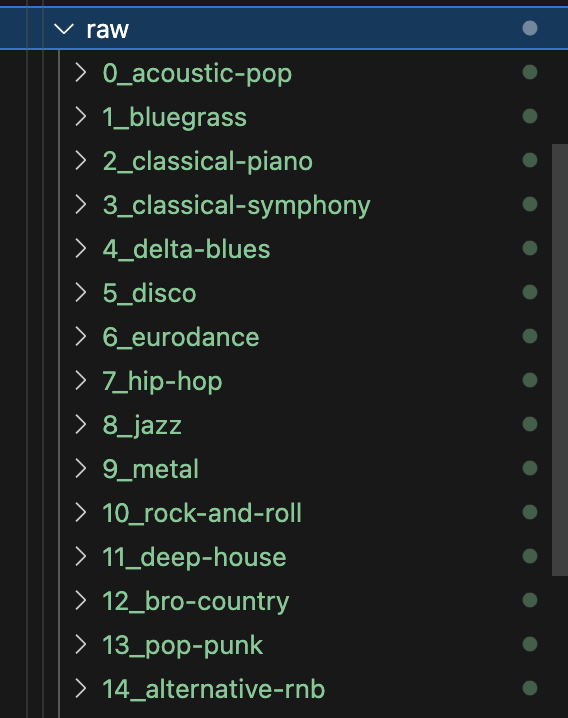 raw
0_acoustic-pop
1_bluegrass
2_classical-piano
3_classical-symphony
4_delta-blues
5_disco
6_eurodance
7_hip-hop
8_jazz
9_metal
10_rock-and-roll
11_deep-house
12_bro-country
13_pop-punk
14_alternative-rnb